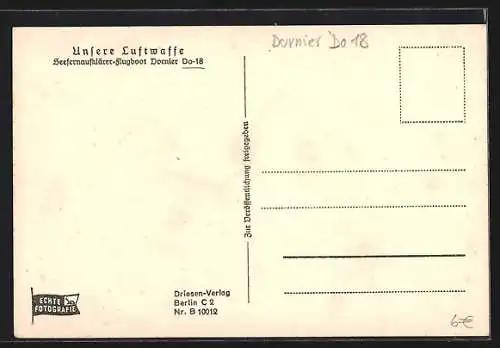 Unsere Luftwaffe
Seefernaufklärer-Flugboot Dornier Do-18
Dornier Do 18
Zur Veröffentlichung freigegeben
ECHTE
FOTOGRAFIE
Driesen-Verlag
Berlin C 2
Nr. B 10012
6-€